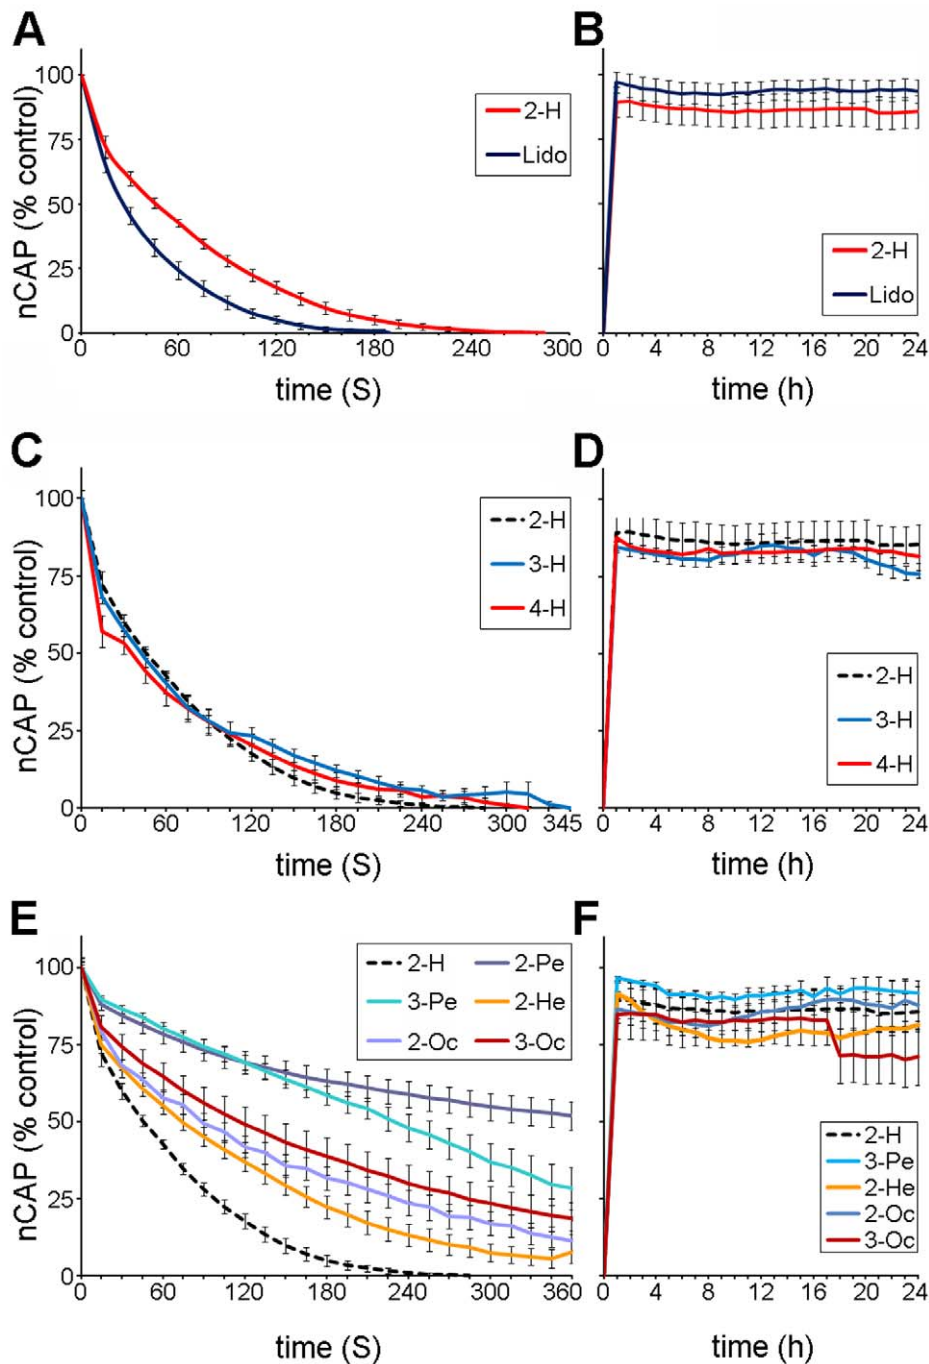 A
nCAP (% control)
100
75
50
25
0
2-H
Lido
0 60 120 180 240 300
time (S)
B
2-H
Lido
0 4 8 12 16 20 24
time (h)
C
nCAP (% control)
100
75
50
25
0
2-H
3-H
4-H
0 60 120 180 240 300 345
time (S)
D
2-H
3-H
4-H
0 4 8 12 16 20 24
time (h)
E
nCAP (% control)
100
75
50
25
0
2-H 2-Pe
3-Pe 2-He
2-Oc 3-Oc
0 60 120 180 240 300 360
time (S)
F
2-H
3-Pe
2-He
2-Oc
3-Oc
0 4 8 12 16 20 24
time (h)